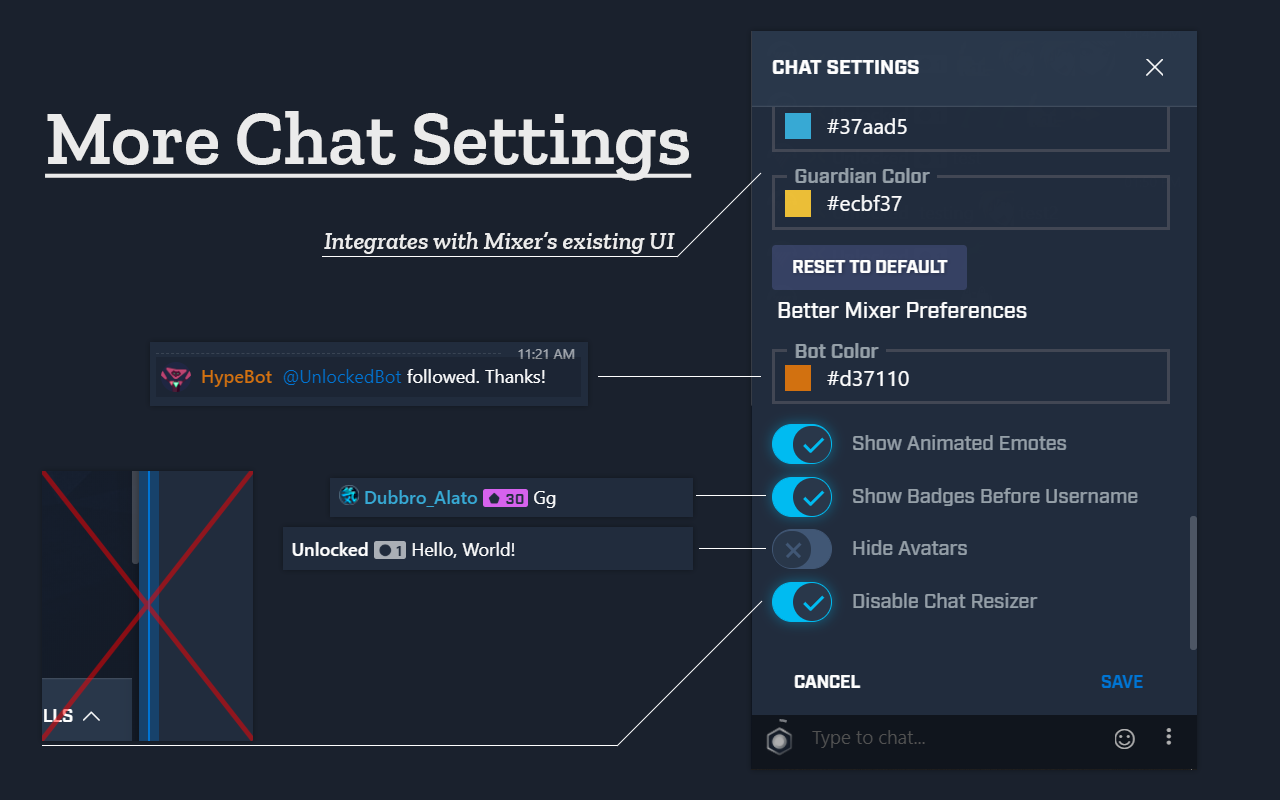 More Chat Settings
Integrates with Mixer's existing UI
11:21 AM
HypeBot @UnlockedBot followed. Thanks!
Dubbro_Alato 30 Gg
Unlocked 1 Hello, World!
LLS
CHAT SETTINGS
#37aad5
Guardian Color
#ecbf37
RESET TO DEFAULT
Better Mixer Preferences
Bot Color
#d37110
Show Animated Emotes
Show Badges Before Username
Hide Avatars
Disable Chat Resizer
CANCEL SAVE
Type to chat...